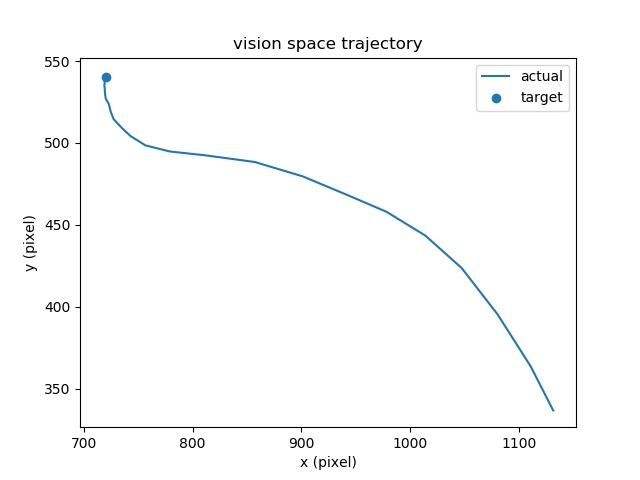 vision space trajectory
actual
target
y (pixel)
550
500
450
400
350
700
800
900
1000
1100
x (pixel)